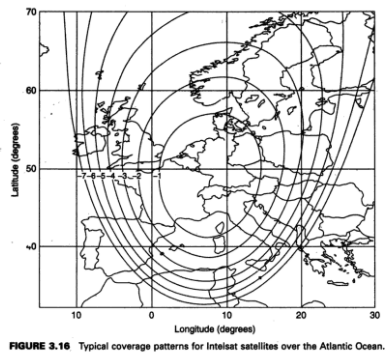 70
60
50
40
Latitude (degrees)
-7-6-5-4-3-2 -1
10 0 10 20 30
Longitude (degrees)
FIGURE 3.16 Typical coverage patterns for Intelsat satellites over the Atlantic Ocean.